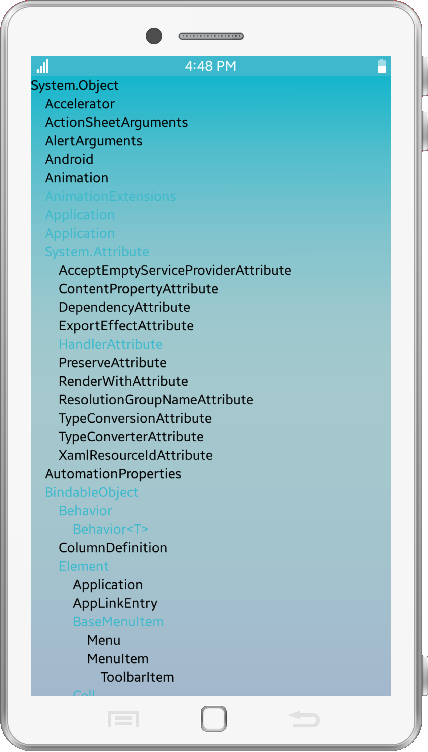 4:48 PM
System.Object
Accelerator
ActionSheetArguments
AlertArguments
Android
Animation
AnimationExtensions
Application
Application
System.Attribute
AcceptEmptyServiceProviderAttribute
ContentPropertyAttribute
DependencyAttribute
ExportEffectAttribute
HandlerAttribute
PreserveAttribute
RenderWithAttribute
ResolutionGroupNameAttribute
TypeConversionAttribute
TypeConverterAttribute
XamlResourceIdAttribute
AutomationProperties
BindableObject
Behavior
Behavior<T>
ColumnDefinition
Element
Application
AppLinkEntry
BaseMenuItem
Menu
MenuItem
ToolbarItem
Cell